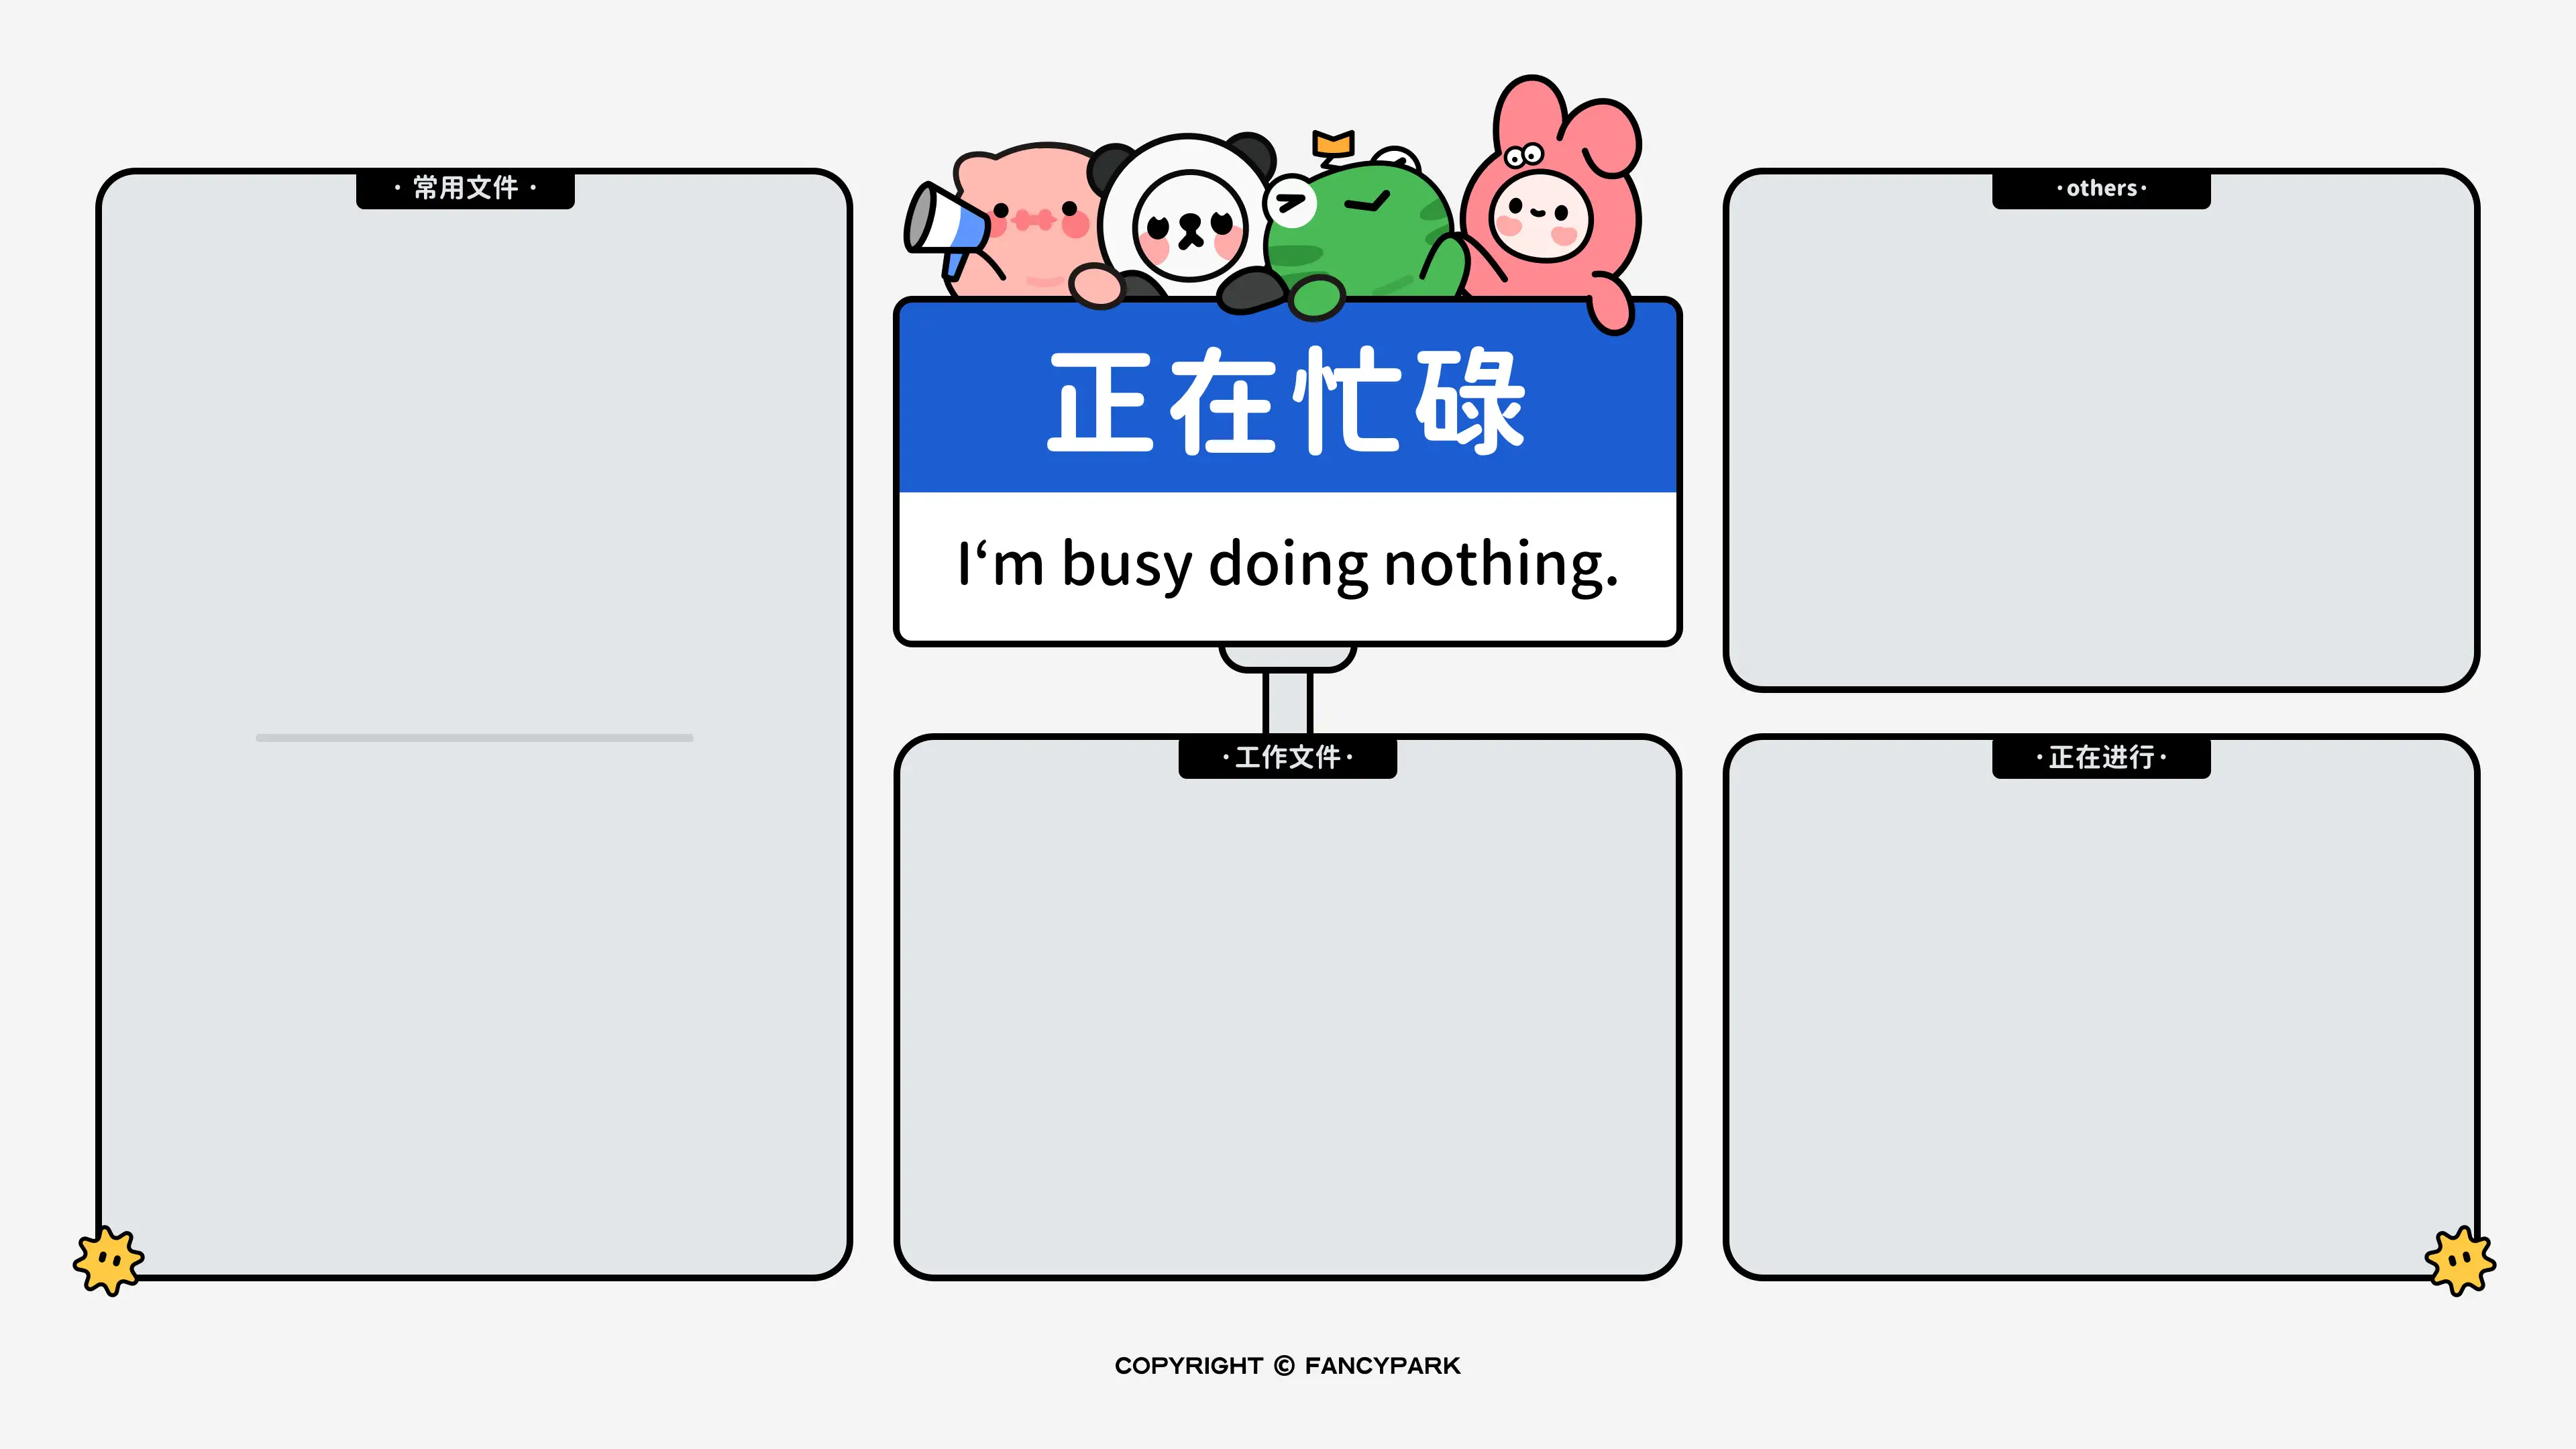 · 常用文件 ·
正在忙碌
I‘m busy doing nothing.
·others·
·工作文件·
·正在进行·
COPYRIGHT © FANCYPARK